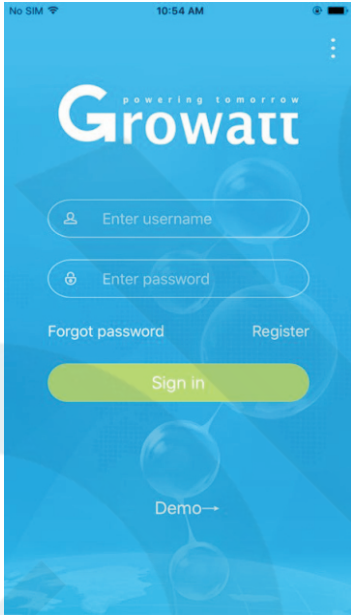 No SIM 10:54 AM
powering tomorrow
Growatt
Enter username
Enter password
Forgot password Register
Sign in
Demo→